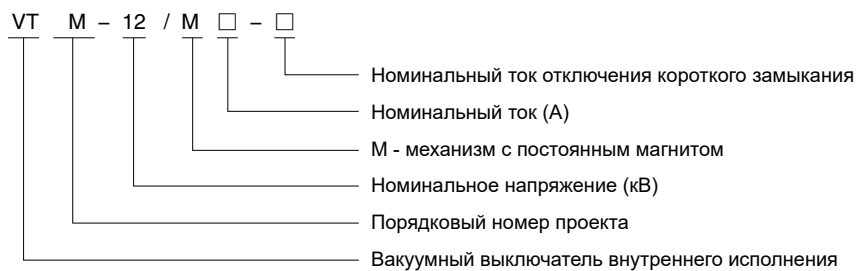 VT M – 12 / M □ – □
Номинальный ток отключения короткого замыкания
Номинальный ток (А)
М - механизм с постоянным магнитом
Номинальное напряжение (кВ)
Порядковый номер проекта
Вакуумный выключатель внутреннего исполнения